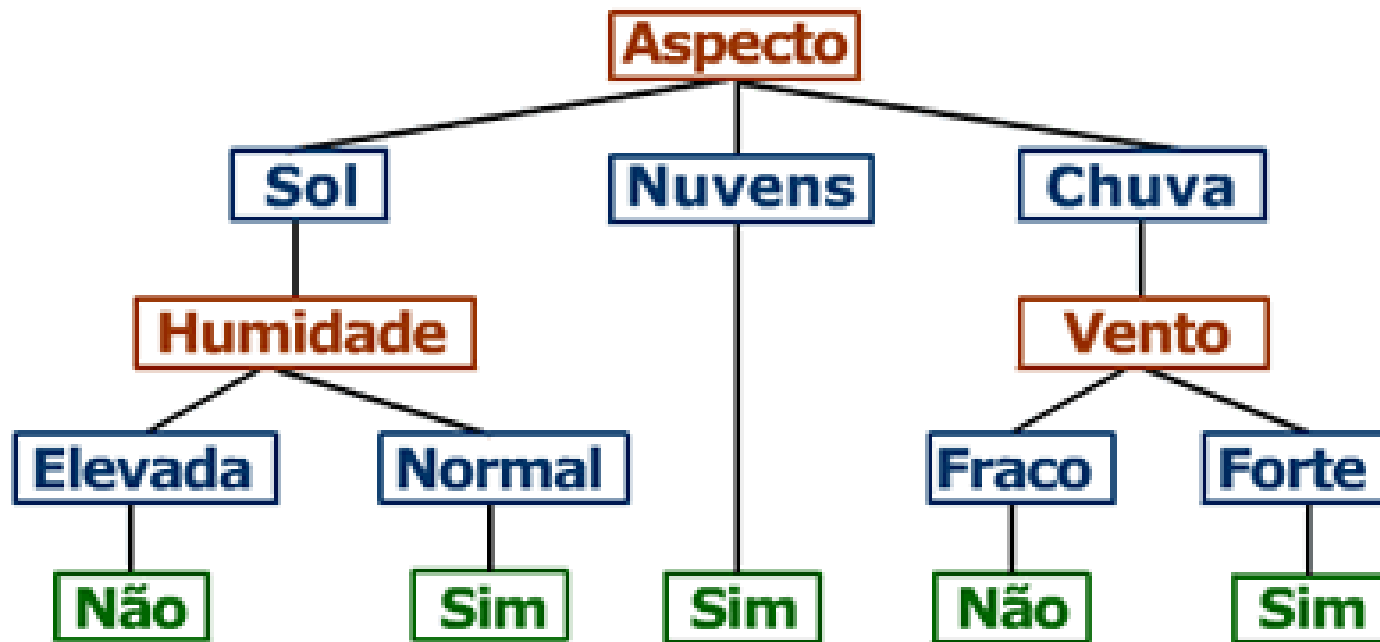 Aspecto
Sol Nuvens Chuva
Humidade Vento
Elevada Normal Fraco Forte
Não Sim Sim Não Sim